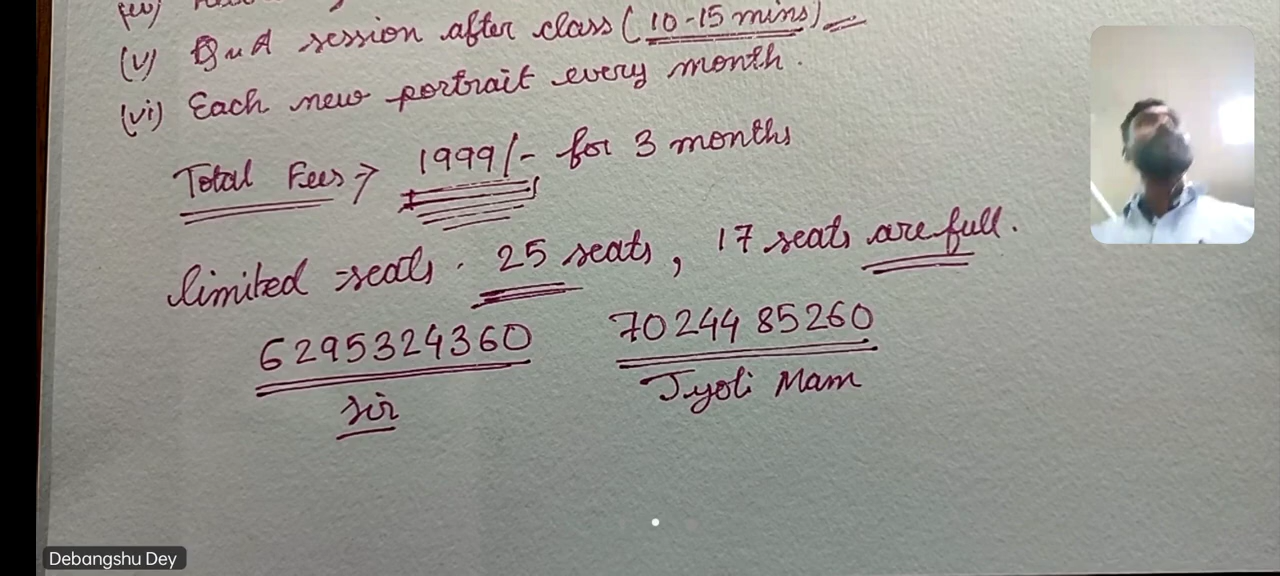 (v) QnA session after class (10-15 mins)
(vi) Each new portrait every month.
Total Fees → 1999/- for 3 months
limited seats. 25 seats, 17 seats are full.
6295324360 7024485260
sir Jyoti Mam
Debangshu Dey